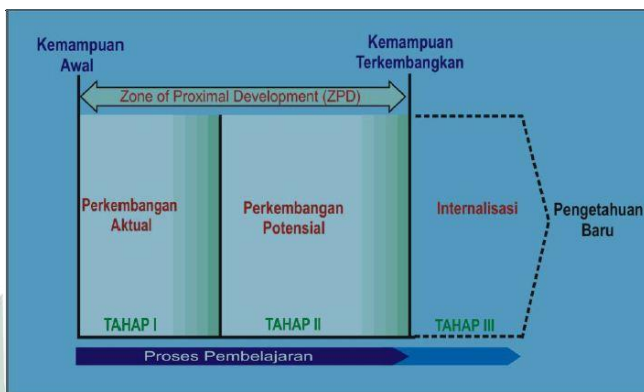 Kemampuan
Awal
Kemampuan
Terkembangkan
Zone of Proximal Development (ZPD)
Perkembangan
Aktual
Perkembangan
Potensial
Internalisasi
Pengetahuan
Baru
TAHAP I
TAHAP II
TAHAP III
Proses Pembelajaran